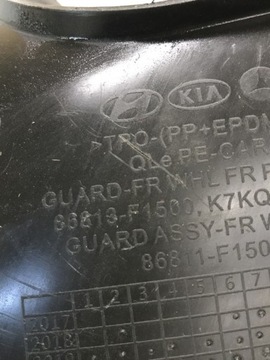 KIA
>TPO-(PP+EPDM
GUARD-FR WHL FR
86813-F1500, K7KQ
GUARD ASSY-FR W
86811-F150
1 2 3 4 5 6 7
2017
2018